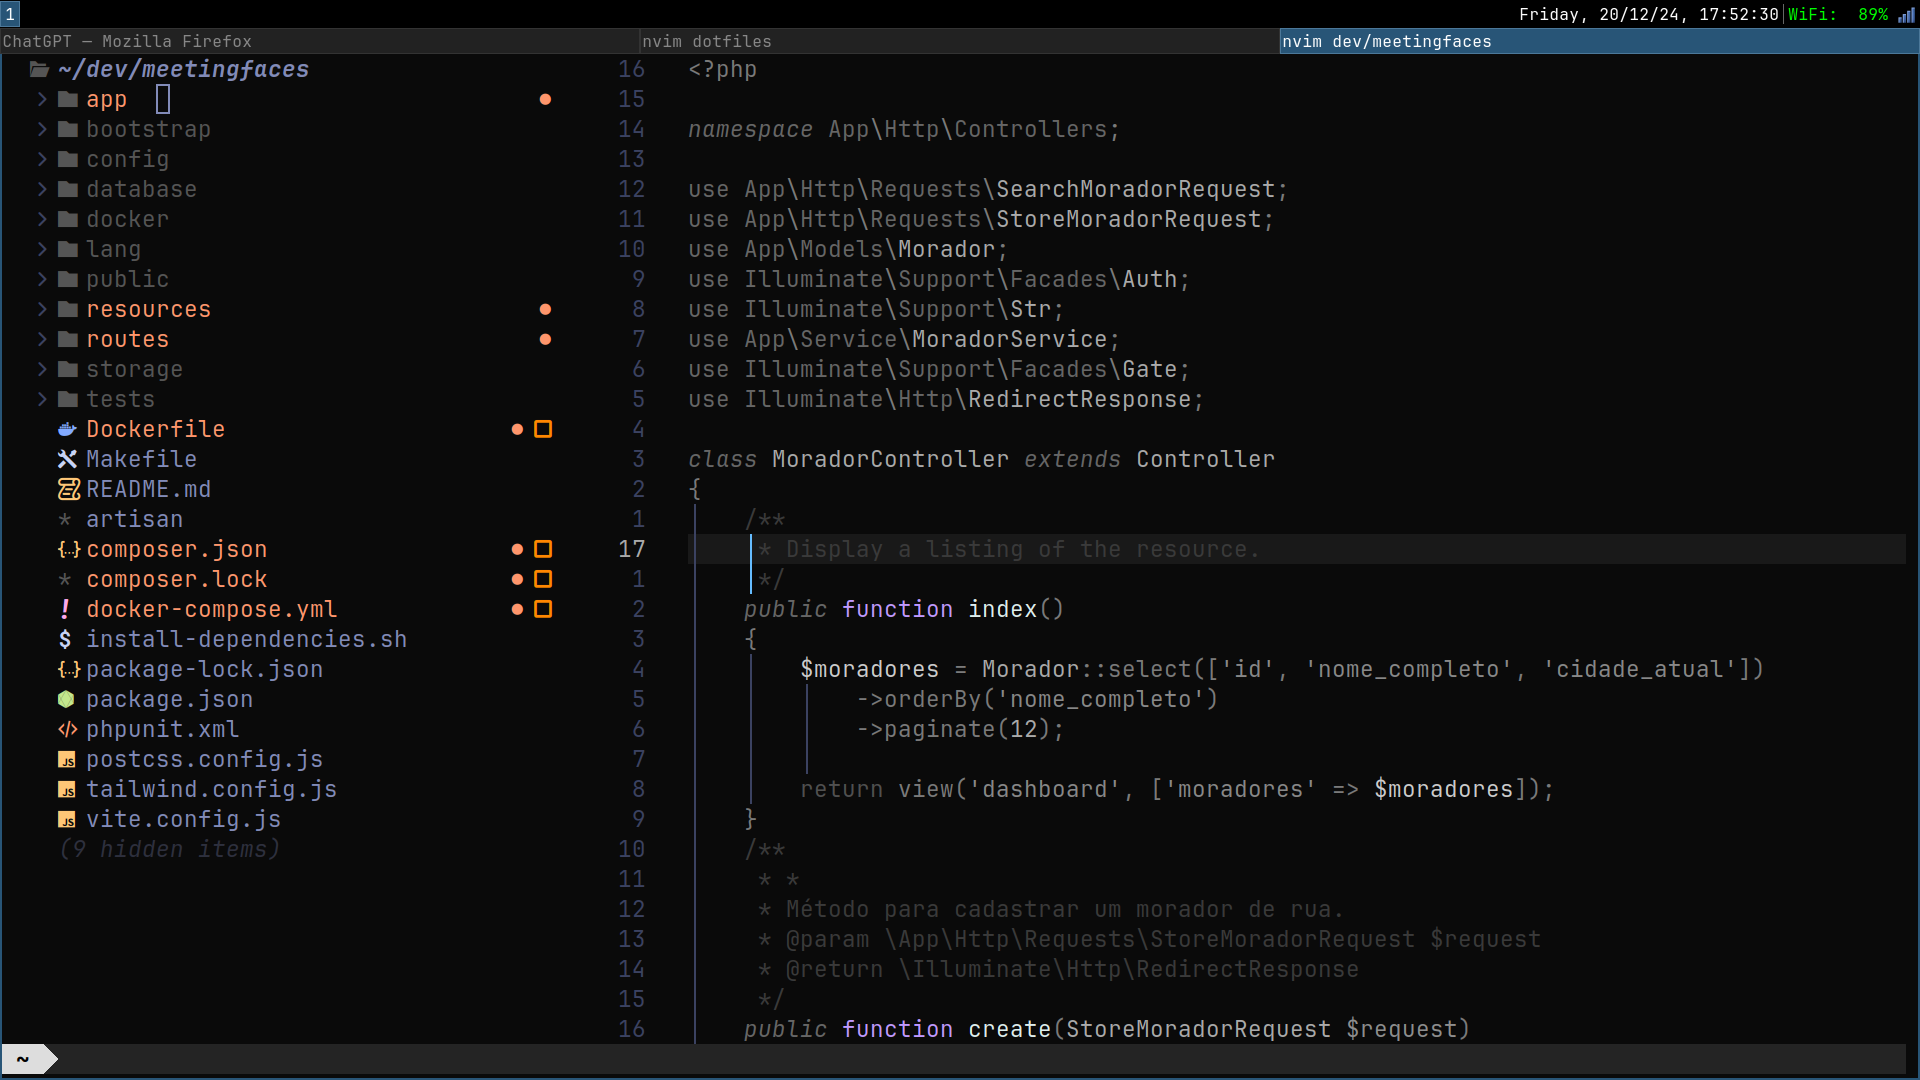 1
Friday, 20/12/24, 17:52:30 WiFi: 89%
ChatGPT — Mozilla Firefox
nvim dotfiles
nvim dev/meetingfaces
~/dev/meetingfaces
> app
> bootstrap
> config
> database
> docker
> lang
> public
> resources
> routes
> storage
> tests
Dockerfile
Makefile
README.md
* artisan
{..} composer.json
* composer.lock
! docker-compose.yml
$ install-dependencies.sh
{..} package-lock.json
package.json
</> phpunit.xml
JS postcss.config.js
JS tailwind.config.js
JS vite.config.js
(9 hidden items)
16 <?php
15
14 namespace App\Http\Controllers;
13
12 use App\Http\Requests\SearchMoradorRequest;
11 use App\Http\Requests\StoreMoradorRequest;
10 use App\Models\Morador;
9 use Illuminate\Support\Facades\Auth;
8 use Illuminate\Support\Str;
7 use App\Service\MoradorService;
6 use Illuminate\Support\Facades\Gate;
5 use Illuminate\Http\RedirectResponse;
4
3 class MoradorController extends Controller
2 {
1 /**
17 * Display a listing of the resource.
1 */
2 public function index()
3 {
4 $moradores = Morador::select(['id', 'nome_completo', 'cidade_atual'])
5 ->orderBy('nome_completo')
6 ->paginate(12);
7
8 return view('dashboard', ['moradores' => $moradores]);
9 }
10 /**
11 * *
12 * Método para cadastrar um morador de rua.
13 * @param \App\Http\Requests\StoreMoradorRequest $request
14 * @return \Illuminate\Http\RedirectResponse
15 */
16 public function create(StoreMoradorRequest $request)
~